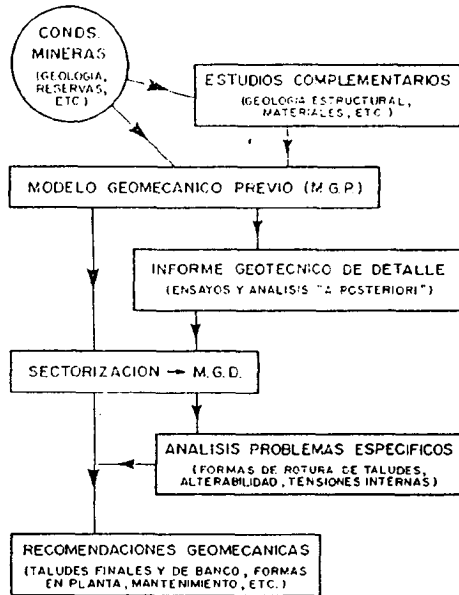 CONDS.
MINERAS
(GEOLOGIA,
RESERVAS,
ETC.)
ESTUDIOS COMPLEMENTARIOS
(GEOLOGIA ESTRUCTURAL,
MATERIALES, ETC.)
MODELO GEOMECANICO PREVIO (M.G.P.)
INFORME GEOTECNICO DE DETALLE
(ENSAYOS Y ANALISIS "A POSTERIORI")
SECTORIZACION → M.G.D.
ANALISIS PROBLEMAS ESPECIFICOS
(FORMAS DE ROTURA DE TALUDES,
ALTERABILIDAD, TENSIONES INTERNAS)
RECOMENDACIONES GEOMECANICAS
(TALUDES FINALES Y DE BANCO, FORMAS
EN PLANTA, MANTENIMIENTO, ETC.)